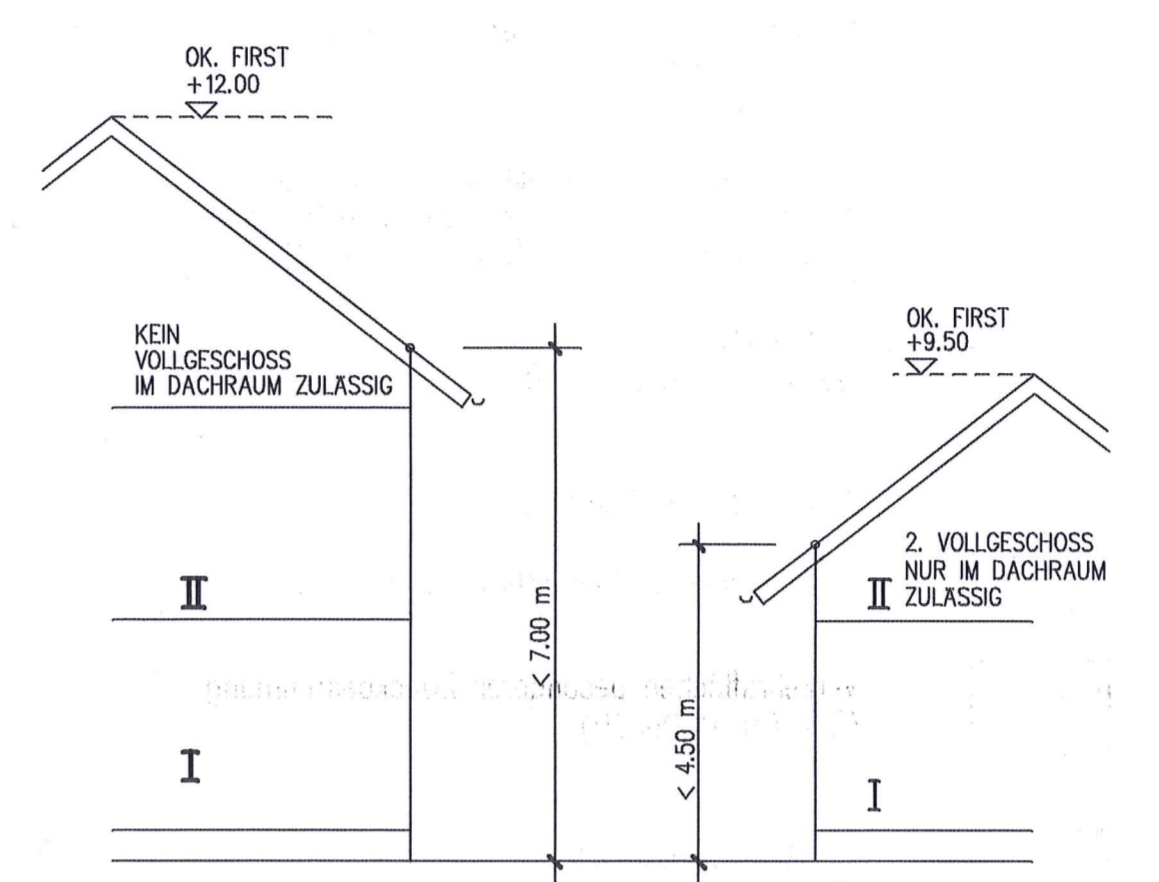 OK. FIRST
+12.00
KEIN
VOLLGESCHOSS
IM DACHRAUM ZULÄSSIG
II
I
< 7.00 m
< 4.50 m
OK. FIRST
+9.50
2. VOLLGESCHOSS
NUR IM DACHRAUM
II ZULÄSSIG
I